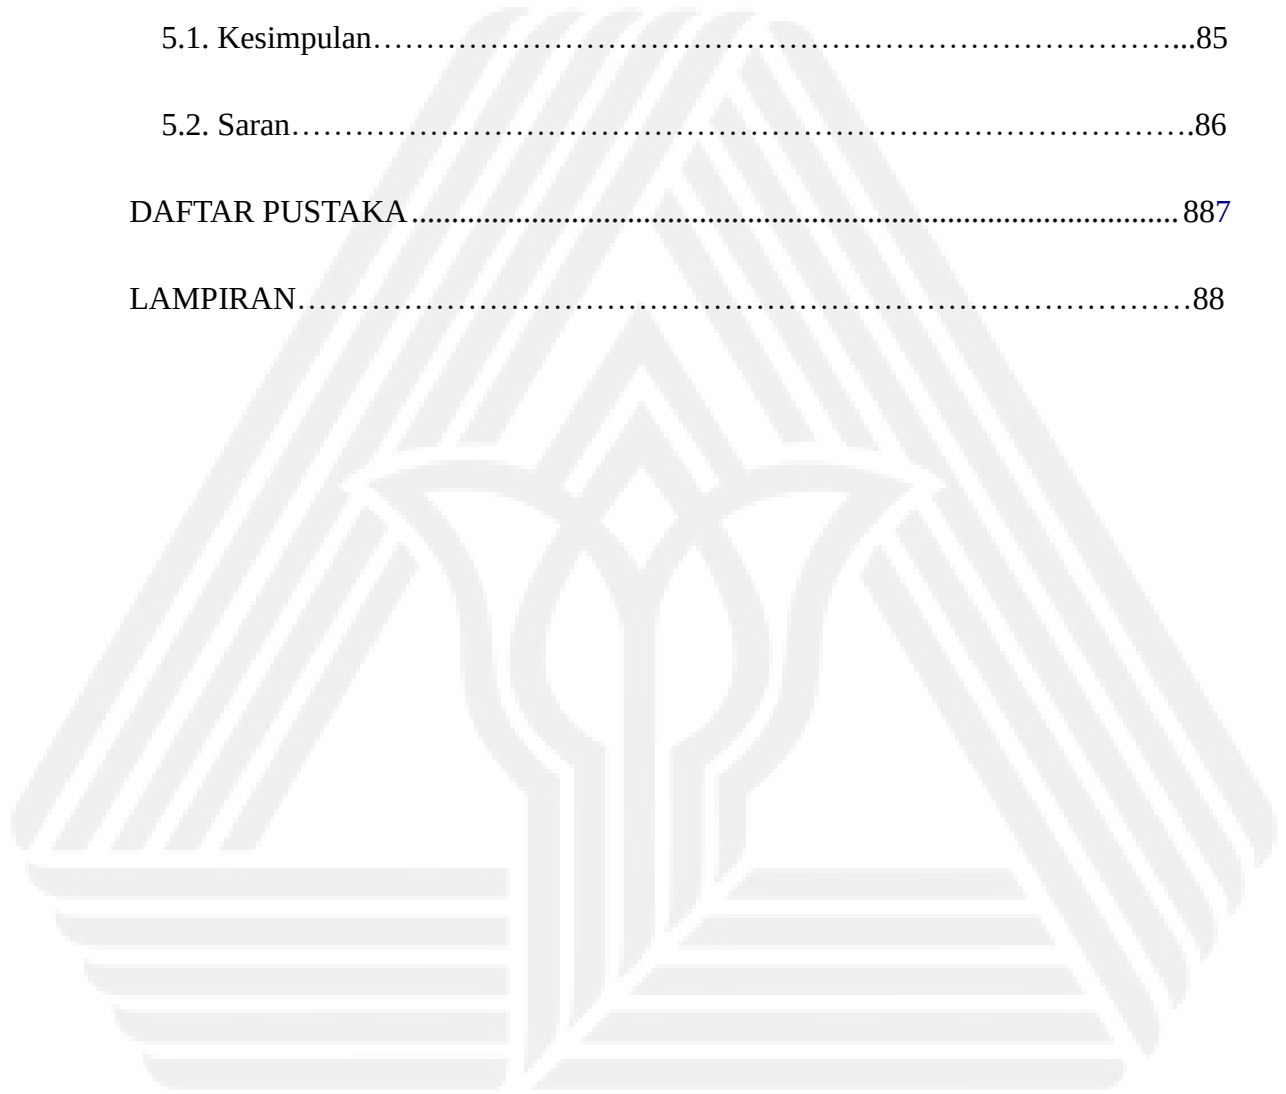 5.1. Kesimpulan…………………………………………………………………………...85
5.2. Saran………………………………………………………………………………….86
DAFTAR PUSTAKA ................................................................................................ 887
LAMPIRAN…………………………………………………………………………………88